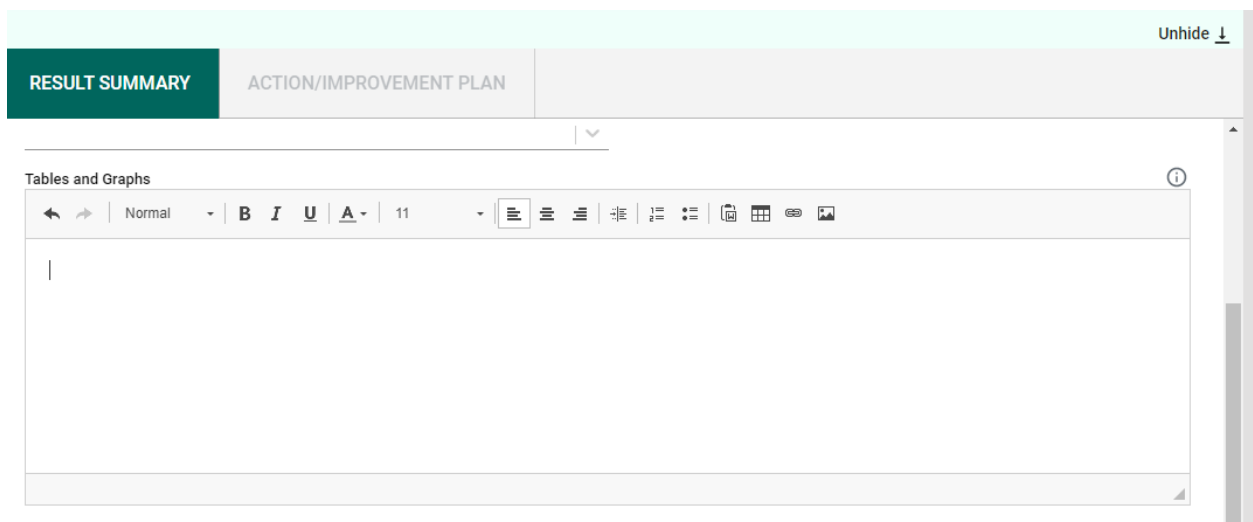 Unhide
RESULT SUMMARY ACTION/IMPROVEMENT PLAN
Tables and Graphs
Normal B I U A 11